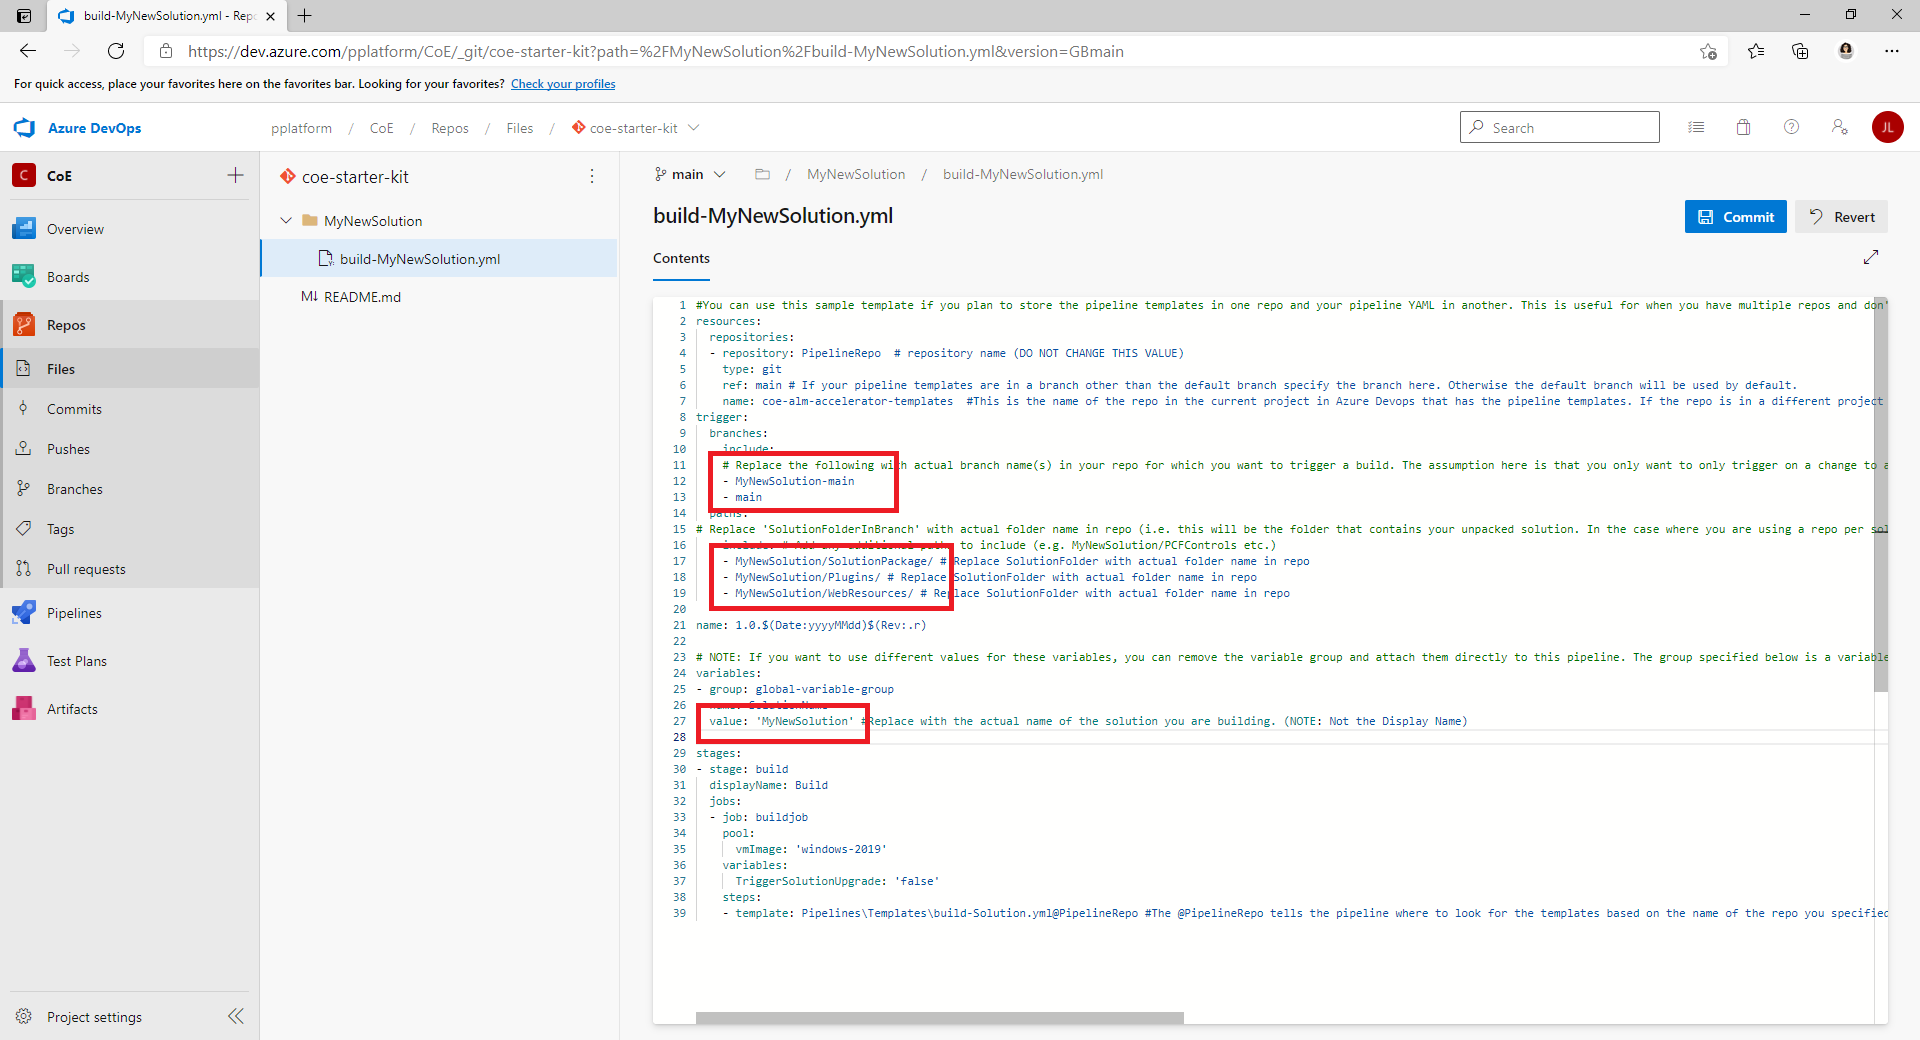 build-MyNewSolution.yml - Repo
https://dev.azure.com/pplatform/CoE/_git/coe-starter-kit?path=%2FMyNewSolution%2Fbuild-MyNewSolution.yml&version=GBmain
For quick access, place your favorites here on the favorites bar. Looking for your favorites? Check your profiles
Azure DevOps
pplatform / CoE / Repos / Files / coe-starter-kit
Search
JL
C CoE
Overview
Boards
Repos
Files
Commits
Pushes
Branches
Tags
Pull requests
Pipelines
Test Plans
Artifacts
Project settings
coe-starter-kit
MyNewSolution
build-MyNewSolution.yml
M↓ README.md
main / MyNewSolution / build-MyNewSolution.yml
build-MyNewSolution.yml
Commit
Revert
Contents
1 #You can use this sample template if you plan to store the pipeline templates in one repo and your pipeline YAML in another. This is useful for when you have multiple repos and don'
2 resources:
3 repositories:
4 - repository: PipelineRepo # repository name (DO NOT CHANGE THIS VALUE)
5 type: git
6 ref: main # If your pipeline templates are in a branch other than the default branch specify the branch here. Otherwise the default branch will be used by default.
7 name: coe-alm-accelerator-templates #This is the name of the repo in the current project in Azure Devops that has the pipeline templates. If the repo is in a different project
8 trigger:
9 branches:
10 include:
11 # Replace the following with actual branch name(s) in your repo for which you want to trigger a build. The assumption here is that you only want to only trigger on a change to a
12 - MyNewSolution-main
13 - main
14 paths:
15 # Replace 'SolutionFolderInBranch' with actual folder name in repo (i.e. this will be the folder that contains your unpacked solution. In the case where you are using a repo per sol
16 include: # Add any additional paths to include (e.g. MyNewSolution/PCFControls etc.)
17 - MyNewSolution/SolutionPackage/ # Replace SolutionFolder with actual folder name in repo
18 - MyNewSolution/Plugins/ # Replace SolutionFolder with actual folder name in repo
19 - MyNewSolution/WebResources/ # Replace SolutionFolder with actual folder name in repo
20
21 name: 1.0.$(Date:yyyyMMdd)$(Rev:.r)
22
23 # NOTE: If you want to use different values for these variables, you can remove the variable group and attach them directly to this pipeline. The group specified below is a variable
24 variables:
25 - group: global-variable-group
26 - name: SolutionName
27 value: 'MyNewSolution' #Replace with the actual name of the solution you are building. (NOTE: Not the Display Name)
28
29 stages:
30 - stage: build
31 displayName: Build
32 jobs:
33 - job: buildjob
34 pool:
35 vmImage: 'windows-2019'
36 variables:
37 TriggerSolutionUpgrade: 'false'
38 steps:
39 - template: Pipelines\Templates\build-Solution.yml@PipelineRepo #The @PipelineRepo tells the pipeline where to look for the templates based on the name of the repo you specified